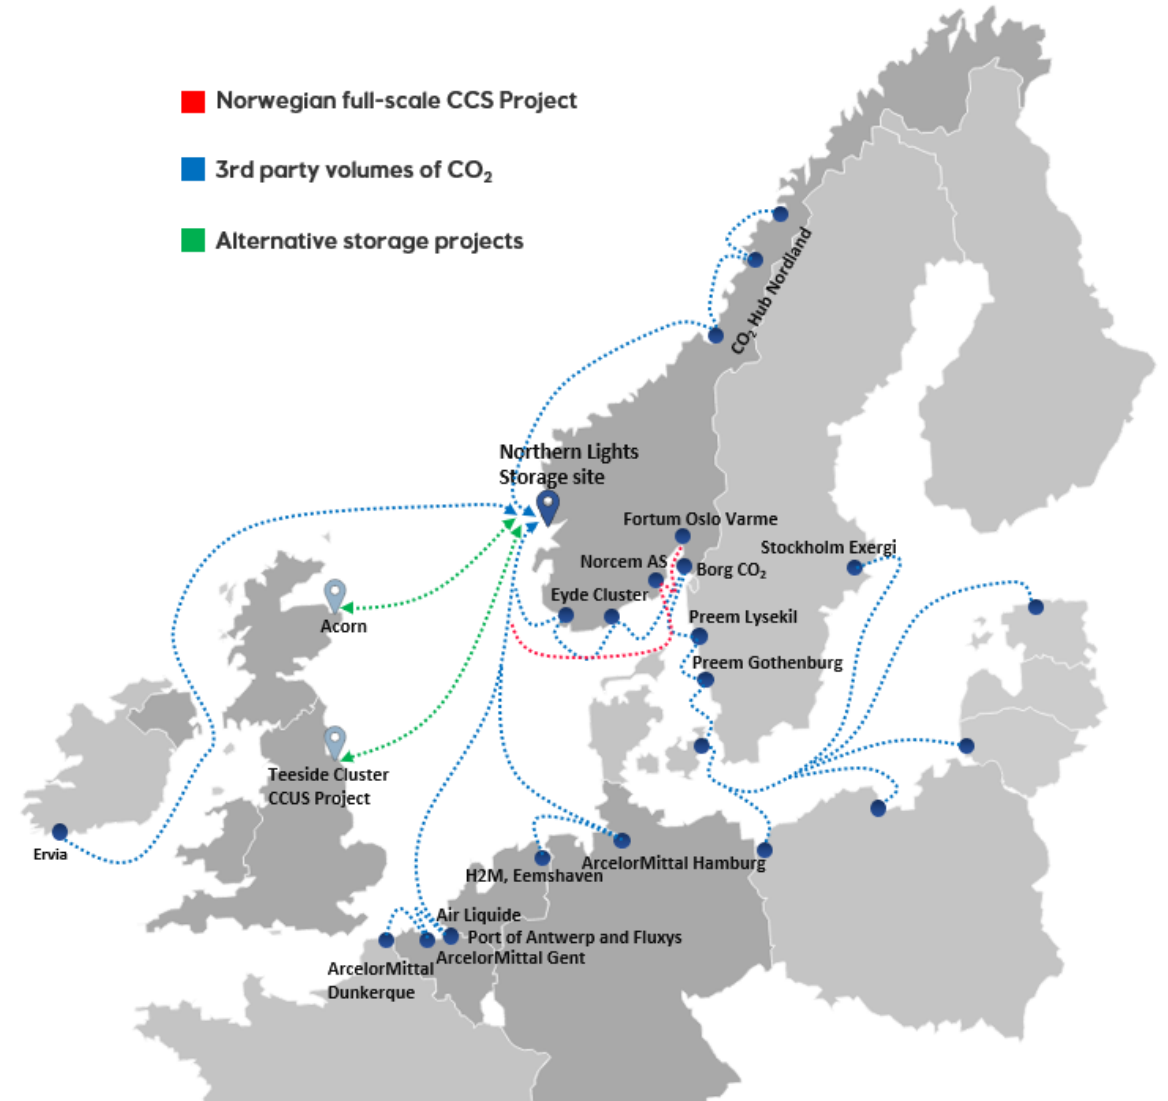 Norwegian full-scale CCS Project
3rd party volumes of CO₂
Alternative storage projects
CO₂ Hub Nordland
Northern Lights
Storage site
Fortum Oslo Varme
Stockholm Exergi
Norcem AS
Borg CO₂
Eyde Cluster
Preem Lysekil
Acorn
Preem Gothenburg
Teeside Cluster
CCUS Project
Ervia
ArcelorMittal Hamburg
H2M, Eemshaven
Air Liquide
Port of Antwerp and Fluxys
ArcelorMittal Gent
ArcelorMittal
Dunkerque